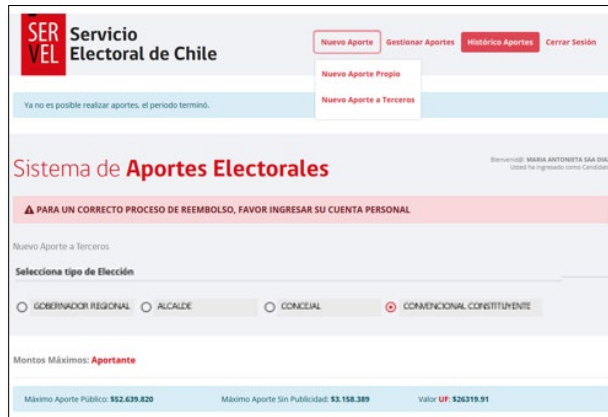 SER
VEL
Servicio
Electoral de Chile
Nuevo Aporte Gestionar Aportes Histórico Aportes Cerrar Sesión
Nuevo Aporte Propio
Nuevo Aporte a Terceros
Ya no es posible realizar aportes, el periodo terminó.
Sistema de Aportes Electorales
Bienvenid@: MARIA ANTONIETA SAA DIAZ
Usted ha ingresado como Candidato
PARA UN CORRECTO PROCESO DE REEMBOLSO, FAVOR INGRESAR SU CUENTA PERSONAL
Nuevo Aporte a Terceros
Selecciona tipo de Elección
GOBERNADOR REGIONAL ALCALDE CONCEJAL CONVENCIONAL CONSTITUYENTE
Montos Máximos: Aportante
Máximo Aporte Público: $52.639.820 Máximo Aporte Sin Publicidad: $3.158.389 Valor UF: $26319.91